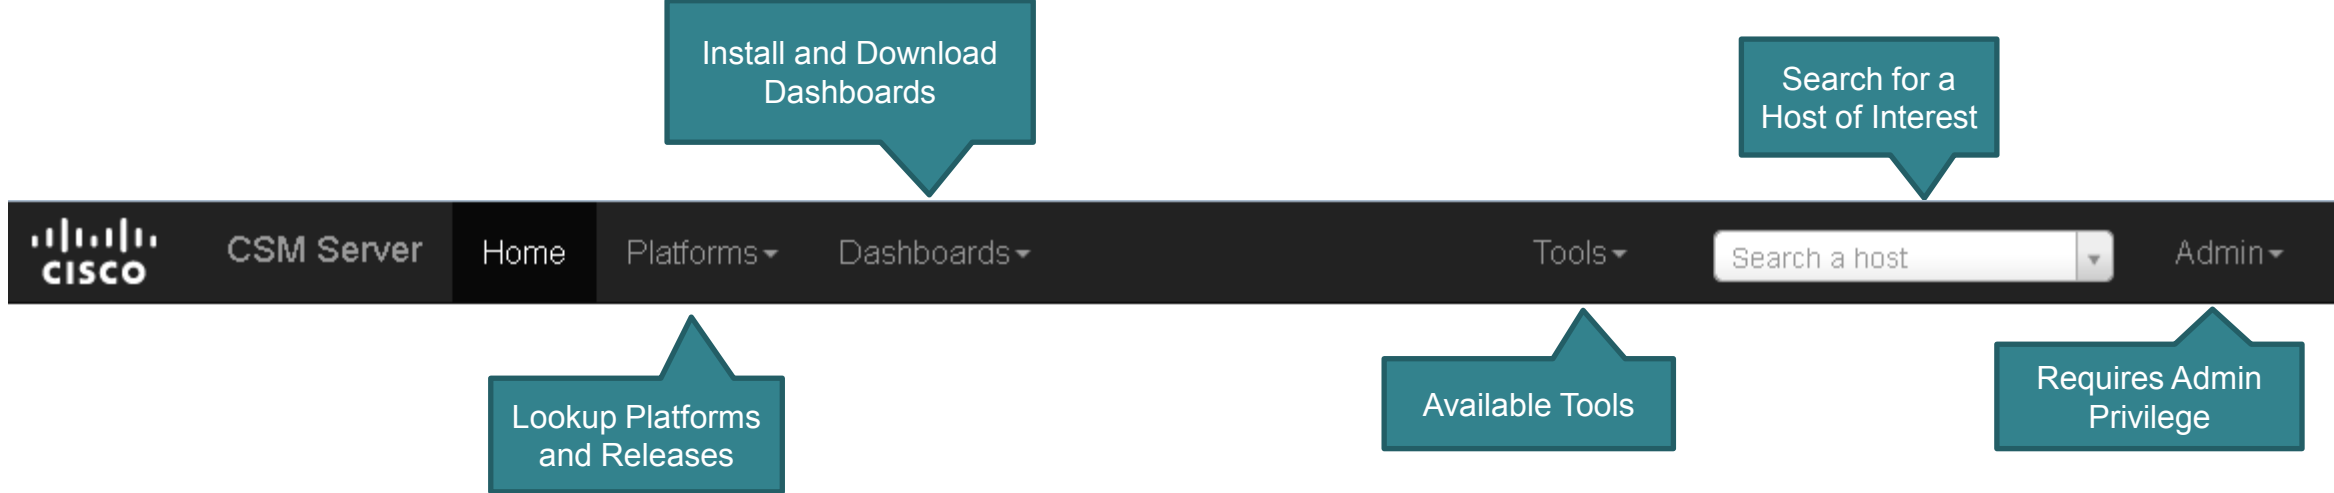 Install and Download
Dashboards
Search for a
Host of Interest
CISCO
CSM Server
Home
Platforms
Dashboards
Tools
Search a host
Admin
Lookup Platforms
and Releases
Available Tools
Requires Admin
Privilege